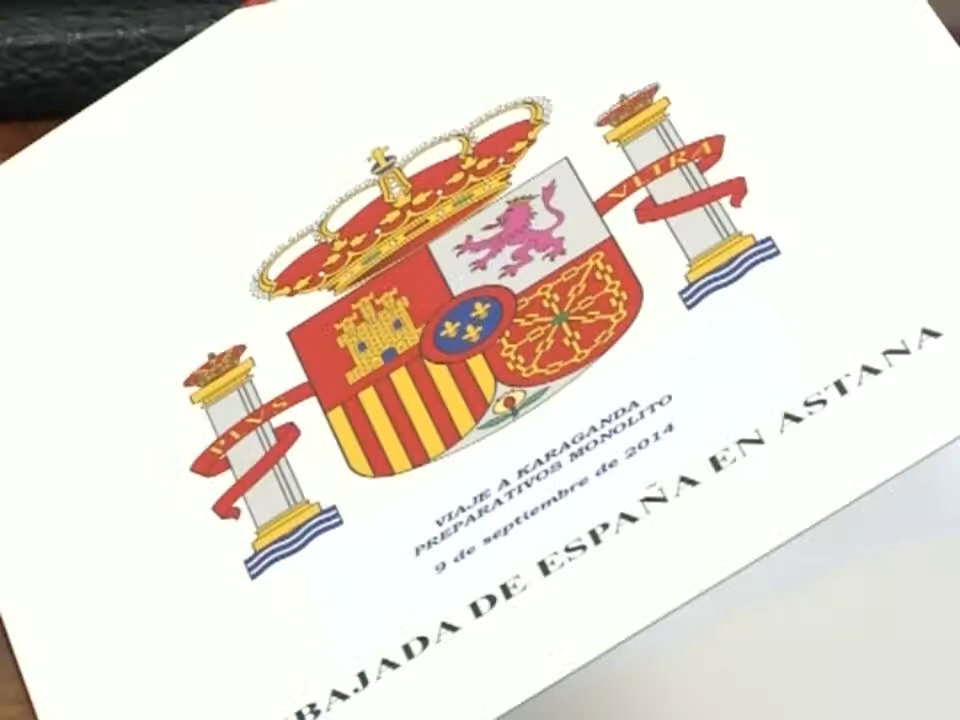 PLVS
VLTRA
VIAJE A KARAGANDA
PREPARATIVOS MONOLITO
9 de septiembre de 2014
BAJADA DE ESPAÑA EN ASTANA